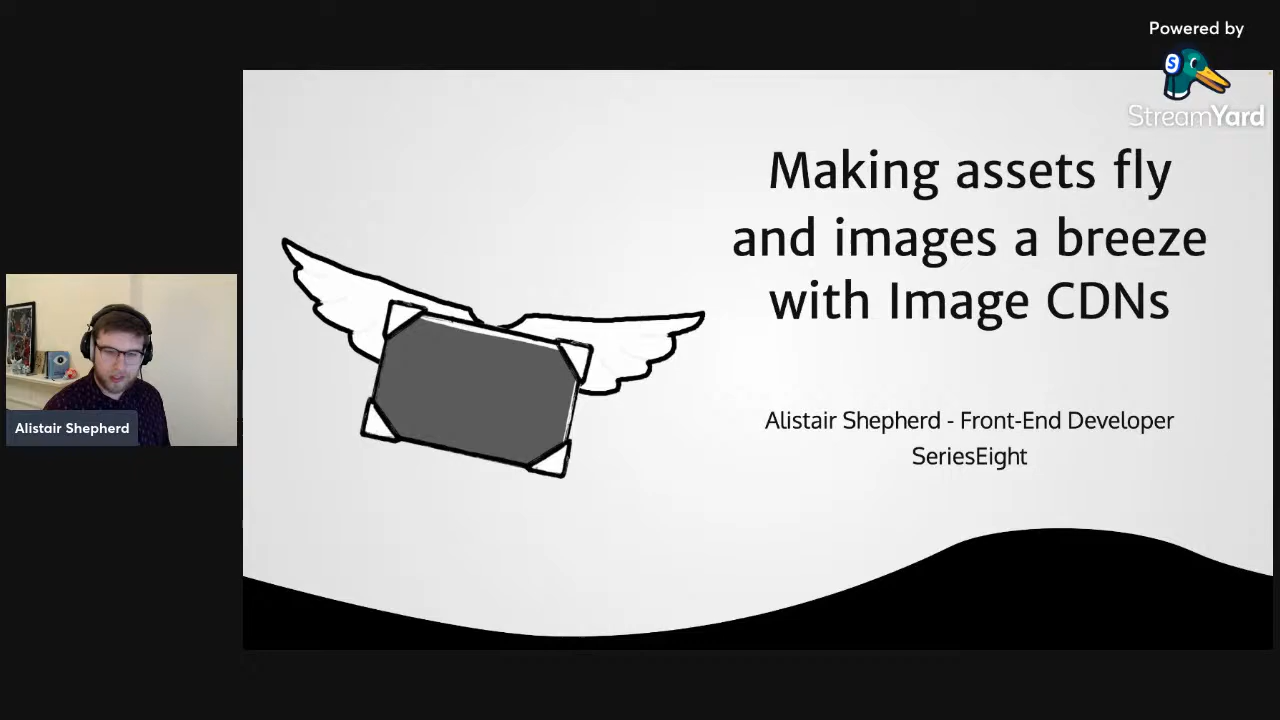 Powered by
S
StreamYard
Making assets fly
and images a breeze
with Image CDNs
Alistair Shepherd - Front-End Developer
SeriesEight
Alistair Shepherd